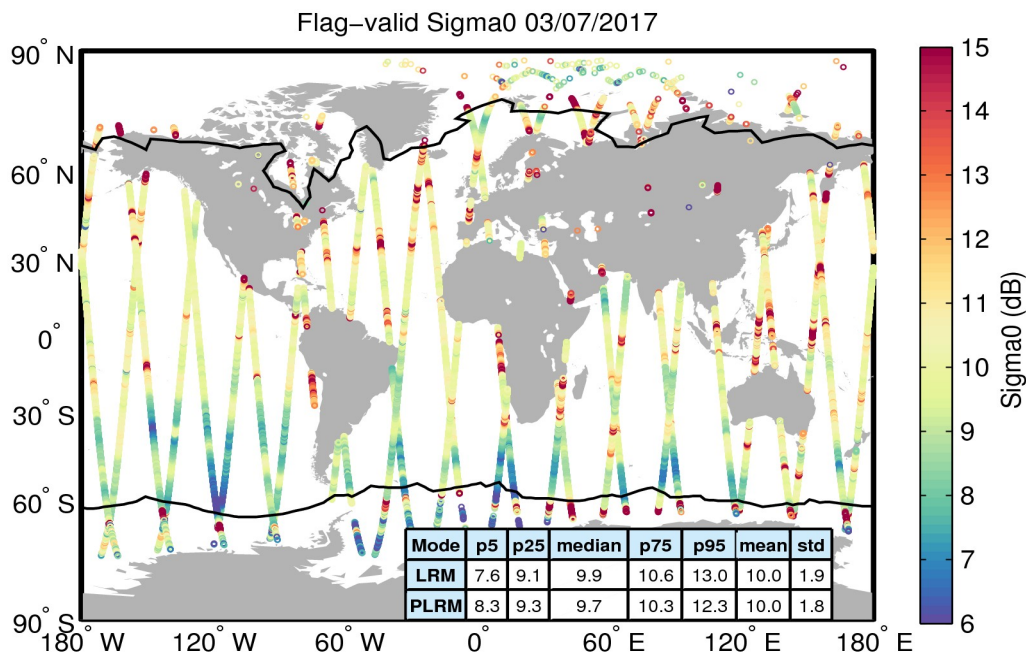 Flag−valid Sigma0 03/07/2017
90° N
60° N
30° N
0°
30° S
60° S
90° S
180° W
120° W
60° W
0°
60° E
120° E
180° E
Mode p5 p25 median p75 p95 mean std
LRM 7.6 9.1 9.9 10.6 13.0 10.0 1.9
PLRM 8.3 9.3 9.7 10.3 12.3 10.0 1.8
15
14
13
12
11
10
9
8
7
6
Sigma0 (dB)